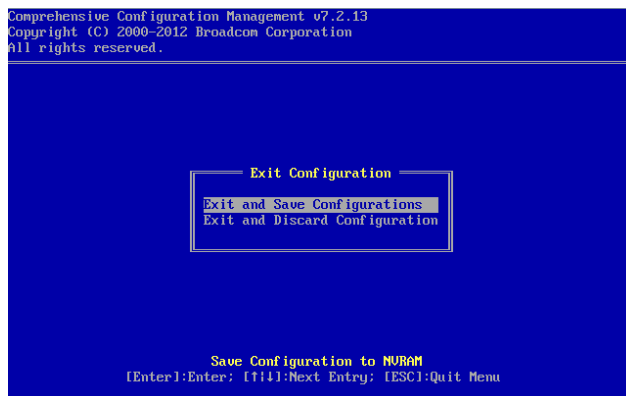 Comprehensive Configuration Management v7.2.13
Copyright (C) 2000-2012 Broadcom Corporation
All rights reserved.
Exit Configuration
Exit and Save Configurations
Exit and Discard Configuration
Save Configuration to NVRAM
[Enter]:Enter; [↑|↓]:Next Entry; [ESC]:Quit Menu